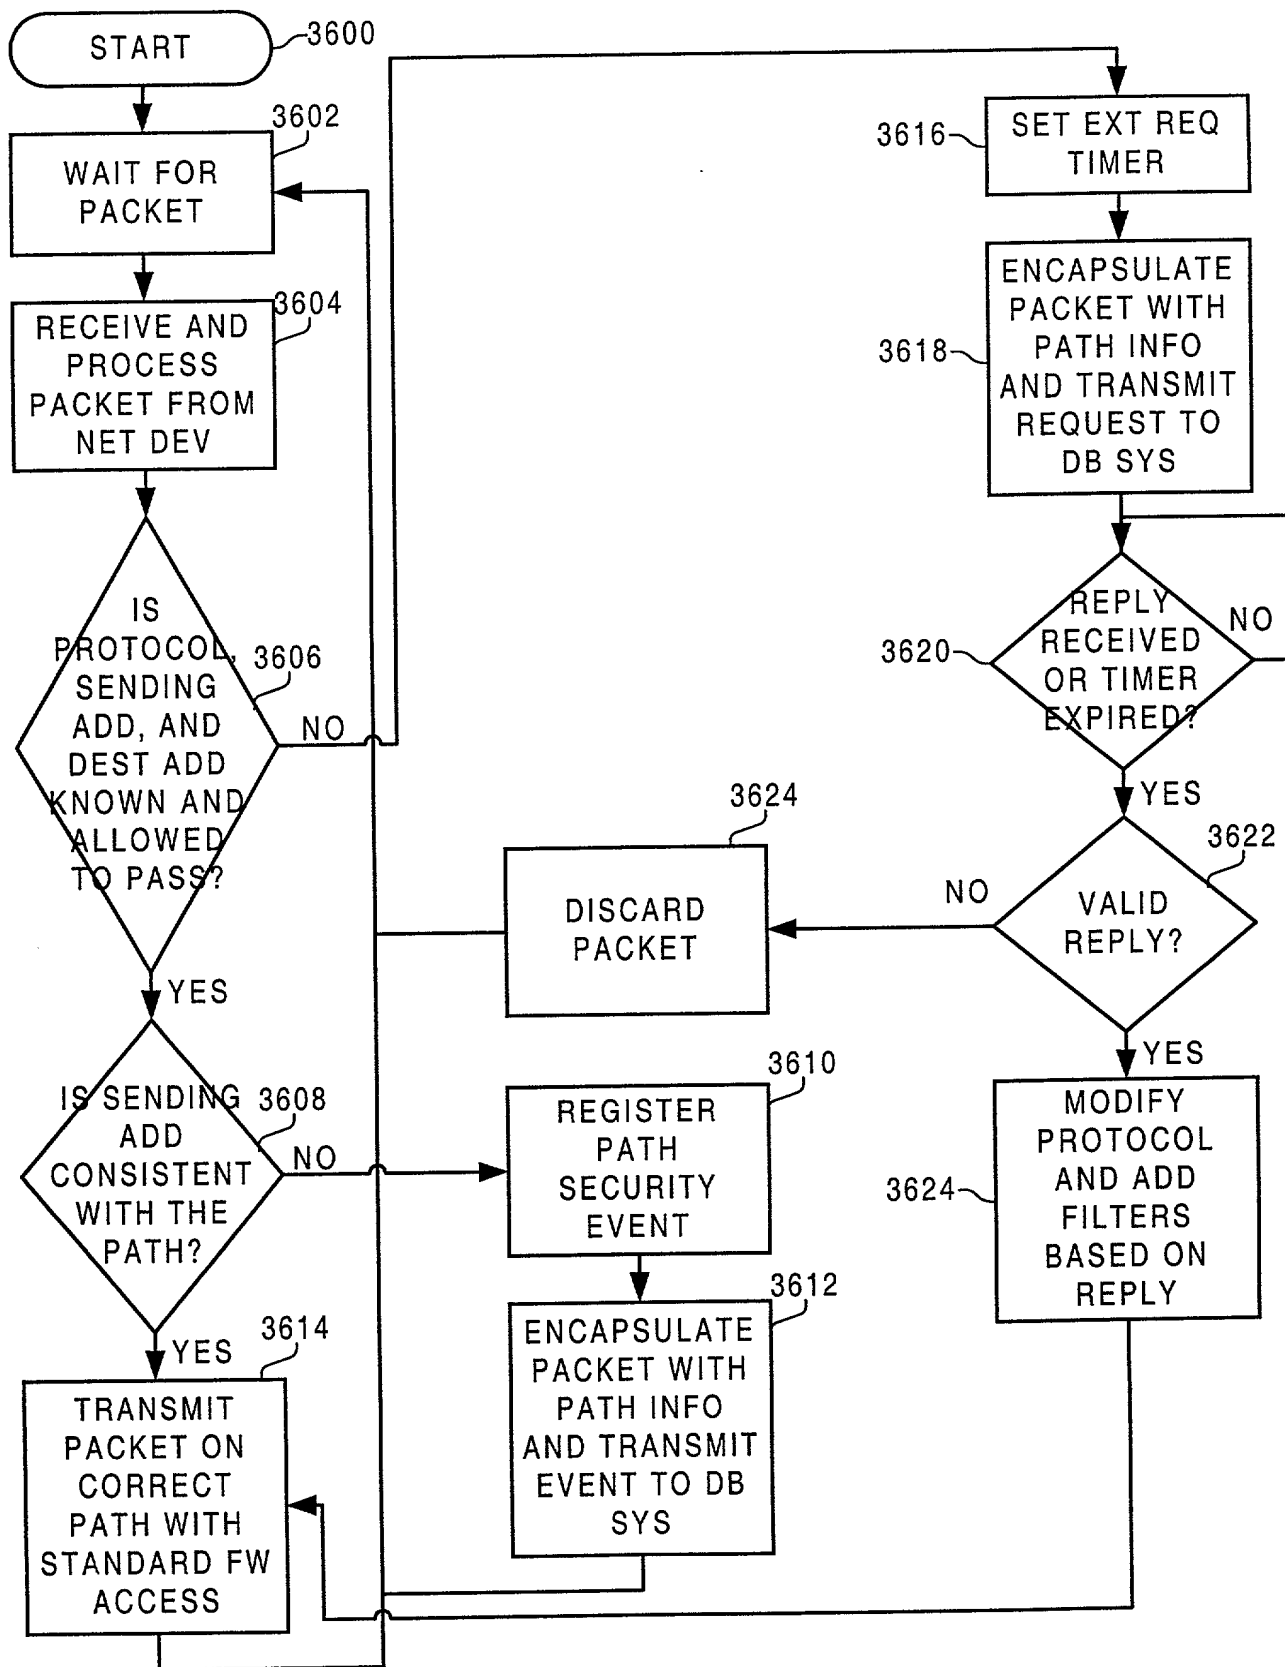 START
3600
3602
WAIT FOR
PACKET
3604
RECEIVE AND
PROCESS
PACKET FROM
NET DEV
IS
PROTOCOL,
SENDING
ADD, AND
DEST ADD
KNOWN AND
ALLOWED
TO PASS?
3606
NO
YES
IS SENDING
ADD
CONSISTENT
WITH THE
PATH?
3608
NO
YES
3614
TRANSMIT
PACKET ON
CORRECT
PATH WITH
STANDARD FW
ACCESS
3610
REGISTER
PATH
SECURITY
EVENT
3612
ENCAPSULATE
PACKET WITH
PATH INFO
AND TRANSMIT
EVENT TO DB
SYS
3616
SET EXT REQ
TIMER
3618
ENCAPSULATE
PACKET WITH
PATH INFO
AND TRANSMIT
REQUEST TO
DB SYS
3620
REPLY
RECEIVED
OR TIMER
EXPIRED?
NO
YES
3622
VALID
REPLY?
NO
3624
DISCARD
PACKET
YES
3624
MODIFY
PROTOCOL
AND ADD
FILTERS
BASED ON
REPLY